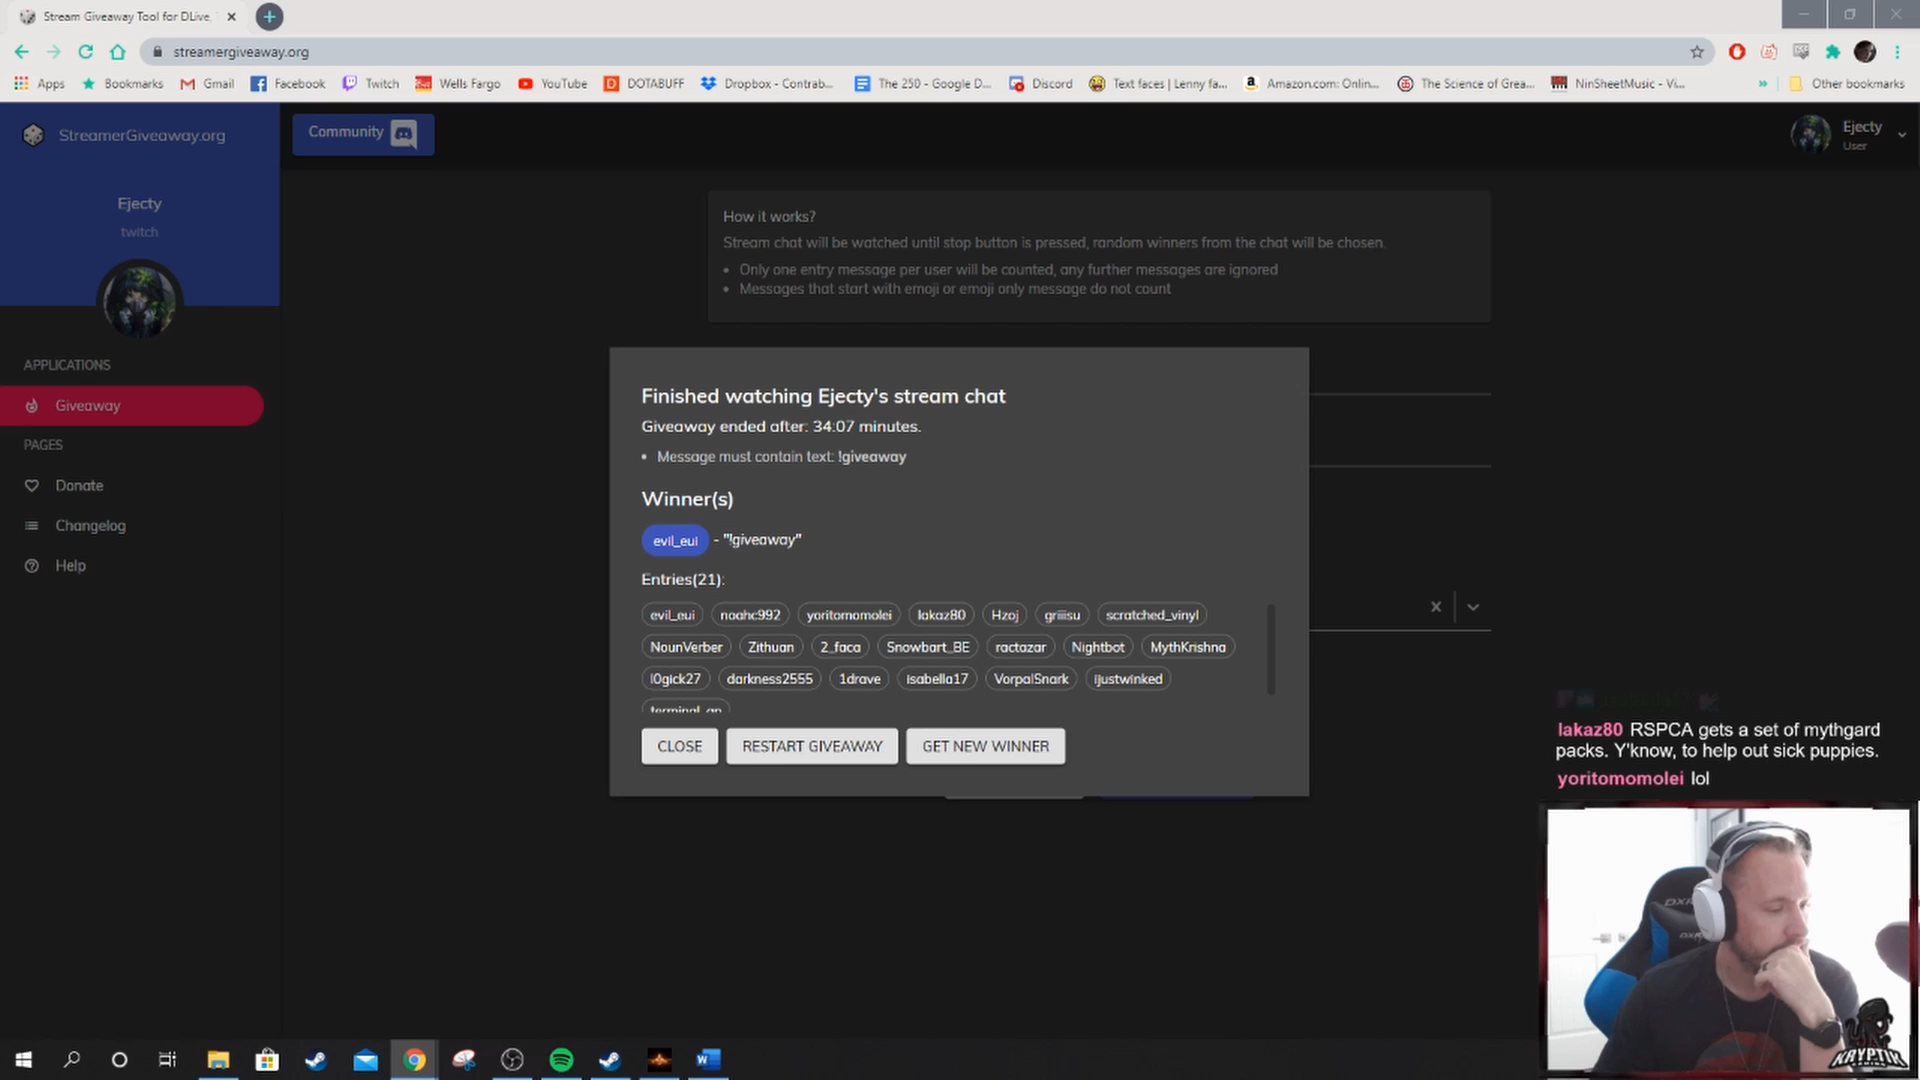 Stream Giveaway Tool for DLive,
streamergiveaway.org
Apps Bookmarks Gmail Facebook Twitch Wells Fargo YouTube DOTABUFF Dropbox - Contrab... The 250 - Google D... Discord Text faces | Lenny fa... Amazon.com: Onlin... The Science of Grea... NinSheetMusic - Vi... » Other bookmarks
StreamerGiveaway.org
Community
Ejecty
User
Ejecty
twitch
How it works?
Stream chat will be watched until stop button is pressed, random winners from the chat will be chosen.
• Only one entry message per user will be counted, any further messages are ignored
• Messages that start with emoji or emoji only message do not count
APPLICATIONS
Giveaway
PAGES
Donate
Changelog
Help
Finished watching Ejecty's stream chat
Giveaway ended after: 34:07 minutes.
• Message must contain text: !giveaway
Winner(s)
evil_eui - "!giveaway"
Entries(21):
evil_eui noahc992 yoritomomolei lakaz80 Hzoj griiisu scratched_vinyl
NounVerber Zithuan 2_faca Snowbart_BE ractazar Nightbot MythKrishna
l0gick27 darkness2555 1drave isabella17 VorpalSnark ijustwinked
CLOSE RESTART GIVEAWAY GET NEW WINNER
lakaz80 RSPCA gets a set of mythgard
packs. Y'know, to help out sick puppies.
yoritomomolei lol
KRYPTIK